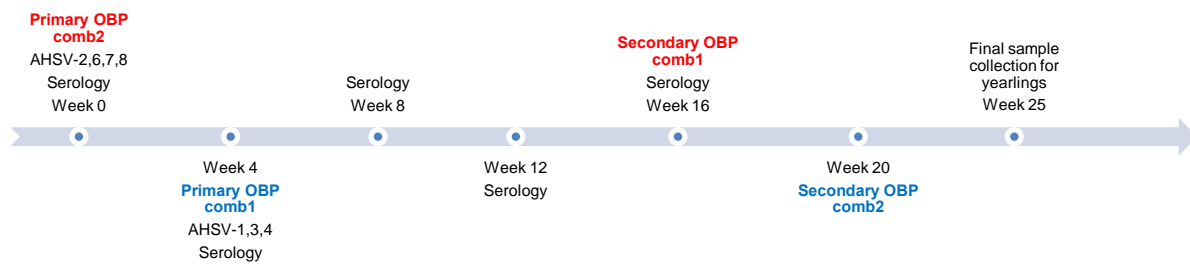 Primary OBP
comb2
AHSV-2,6,7,8
Serology
Week 0
Week 4
Primary OBP
comb1
AHSV-1,3,4
Serology
Serology
Week 8
Week 12
Serology
Secondary OBP
comb1
Serology
Week 16
Week 20
Secondary OBP
comb2
Final sample
collection for
yearlings
Week 25